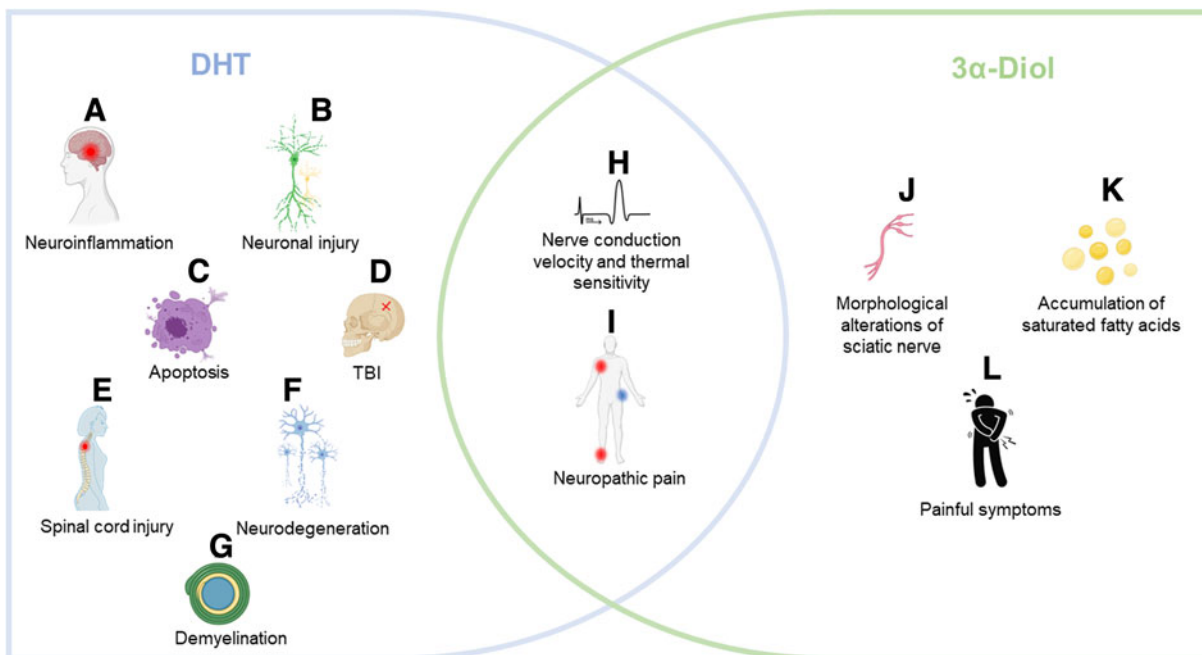 DHT
3α-Diol
A
Neuroinflammation
B
Neuronal injury
C
Apoptosis
D
TBI
E
Spinal cord injury
F
Neurodegeneration
G
Demyelination
H
Nerve conduction
velocity and thermal
sensitivity
I
Neuropathic pain
J
Morphological
alterations of
sciatic nerve
K
Accumulation of
saturated fatty acids
L
Painful symptoms